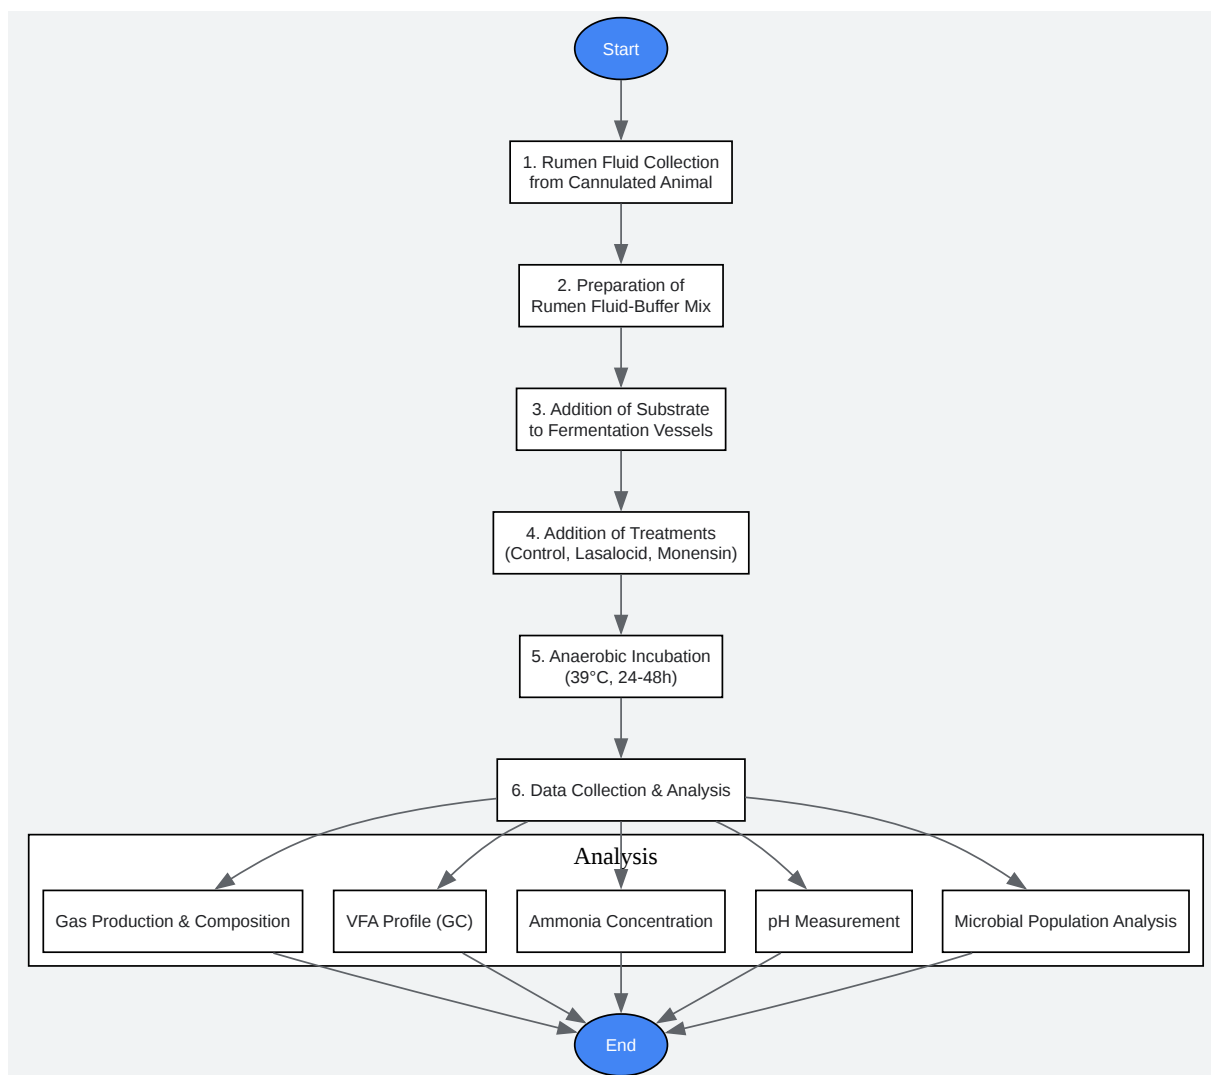 Start
1. Rumen Fluid Collection
from Cannulated Animal
2. Preparation of
Rumen Fluid-Buffer Mix
3. Addition of Substrate
to Fermentation Vessels
4. Addition of Treatments
(Control, Lasalocid, Monensin)
5. Anaerobic Incubation
(39°C, 24-48h)
6. Data Collection & Analysis
Analysis
Gas Production & Composition
VFA Profile (GC)
Ammonia Concentration
pH Measurement
Microbial Population Analysis
End